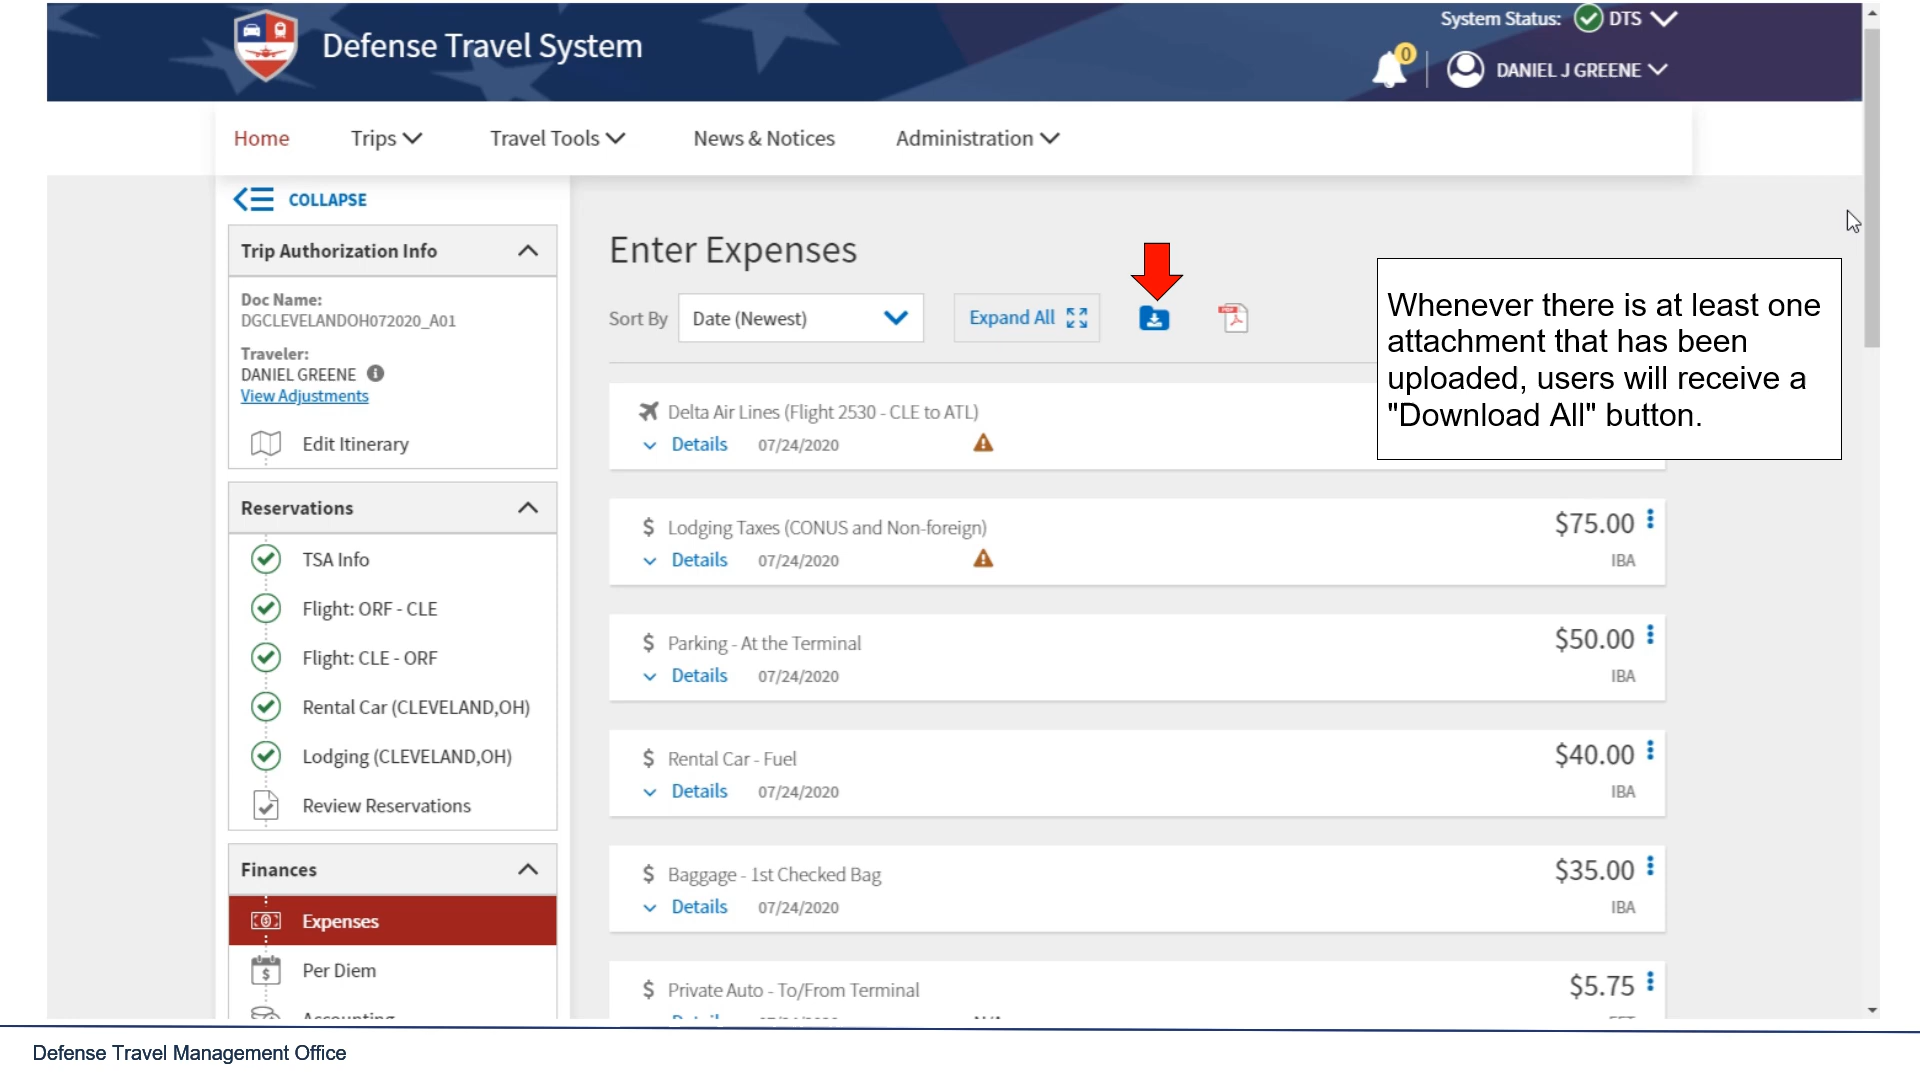 System Status: DTS
Defense Travel System
0
DANIEL J GREENE
Home Trips Travel Tools News & Notices Administration
COLLAPSE
Trip Authorization Info
Doc Name:
DGCLEVELANDOH072020_A01
Traveler:
DANIEL GREENE
View Adjustments
Edit Itinerary
Reservations
TSA Info
Flight: ORF - CLE
Flight: CLE - ORF
Rental Car (CLEVELAND,OH)
Lodging (CLEVELAND,OH)
Review Reservations
Finances
Expenses
Per Diem
Accounting
Enter Expenses
Sort By Date (Newest) Expand All
Whenever there is at least one
attachment that has been
uploaded, users will receive a
"Download All" button.
Delta Air Lines (Flight 2530 - CLE to ATL)
Details 07/24/2020
$ Lodging Taxes (CONUS and Non-foreign) $75.00
Details 07/24/2020 IBA
$ Parking - At the Terminal $50.00
Details 07/24/2020 IBA
$ Rental Car - Fuel $40.00
Details 07/24/2020 IBA
$ Baggage - 1st Checked Bag $35.00
Details 07/24/2020 IBA
$ Private Auto - To/From Terminal $5.75
Details
Defense Travel Management Office